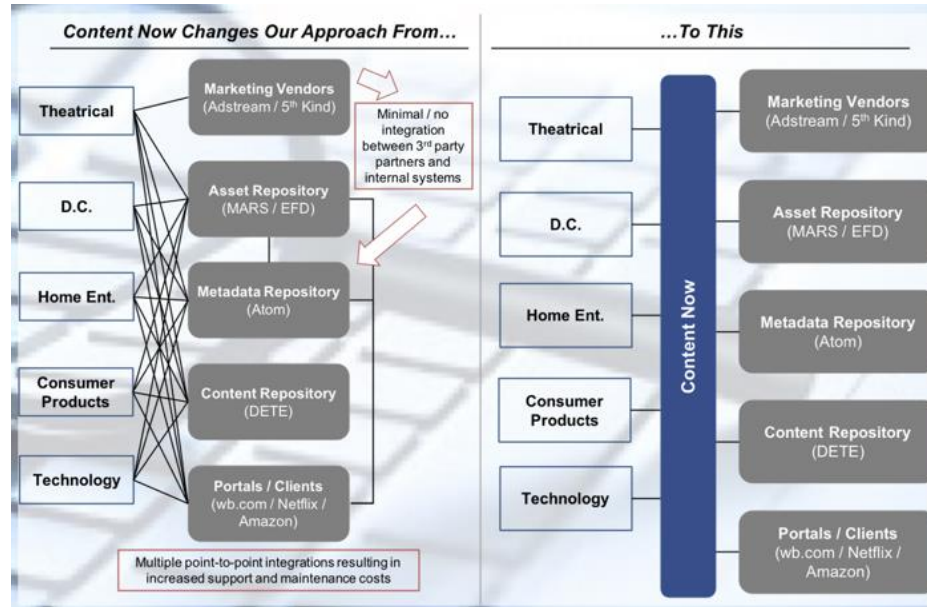 Content Now Changes Our Approach From…
Theatrical
D.C.
Home Ent.
Consumer
Products
Technology
Marketing Vendors
(Adstream / 5th Kind)
Asset Repository
(MARS / EFD)
Metadata Repository
(Atom)
Content Repository
(DETE)
Portals / Clients
(wb.com / Netflix /
Amazon)
Minimal / no
integration
between 3rd party
partners and
internal systems
Multiple point-to-point integrations resulting in
increased support and maintenance costs
…To This
Theatrical
D.C.
Home Ent.
Consumer
Products
Technology
Content Now
Marketing Vendors
(Adstream / 5th Kind)
Asset Repository
(MARS / EFD)
Metadata Repository
(Atom)
Content Repository
(DETE)
Portals / Clients
(wb.com / Netflix /
Amazon)